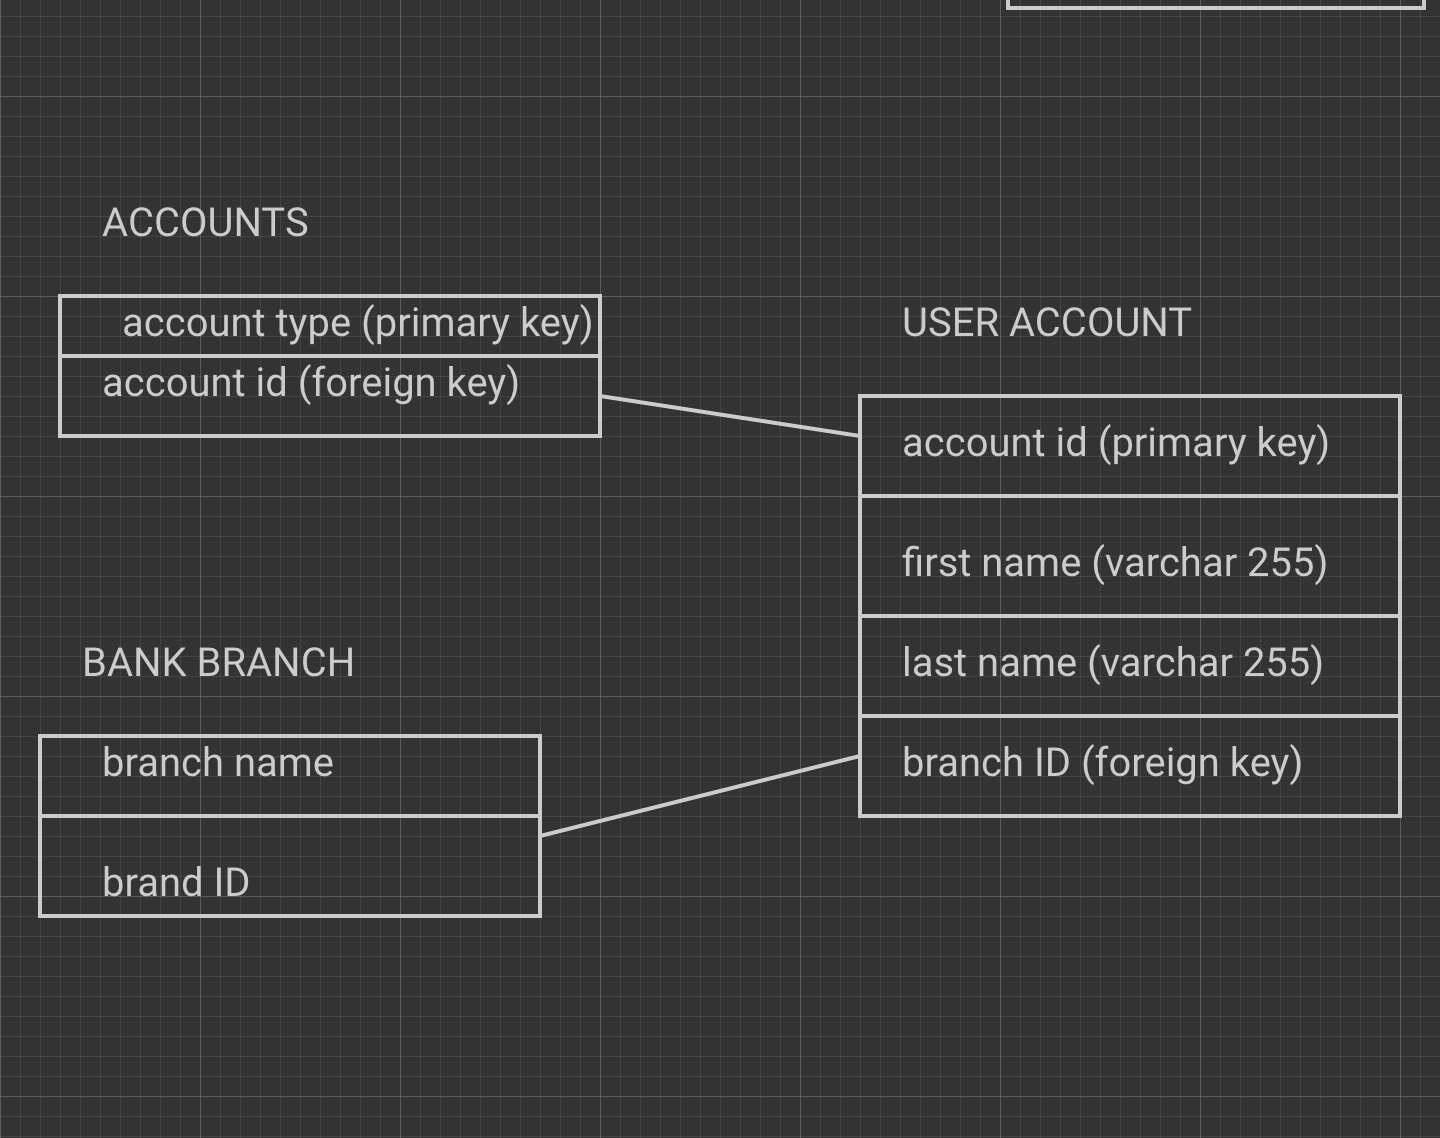 ACCOUNTS
account type (primary key)
account id (foreign key)
USER ACCOUNT
account id (primary key)
first name (varchar 255)
last name (varchar 255)
branch ID (foreign key)
BANK BRANCH
branch name
brand ID